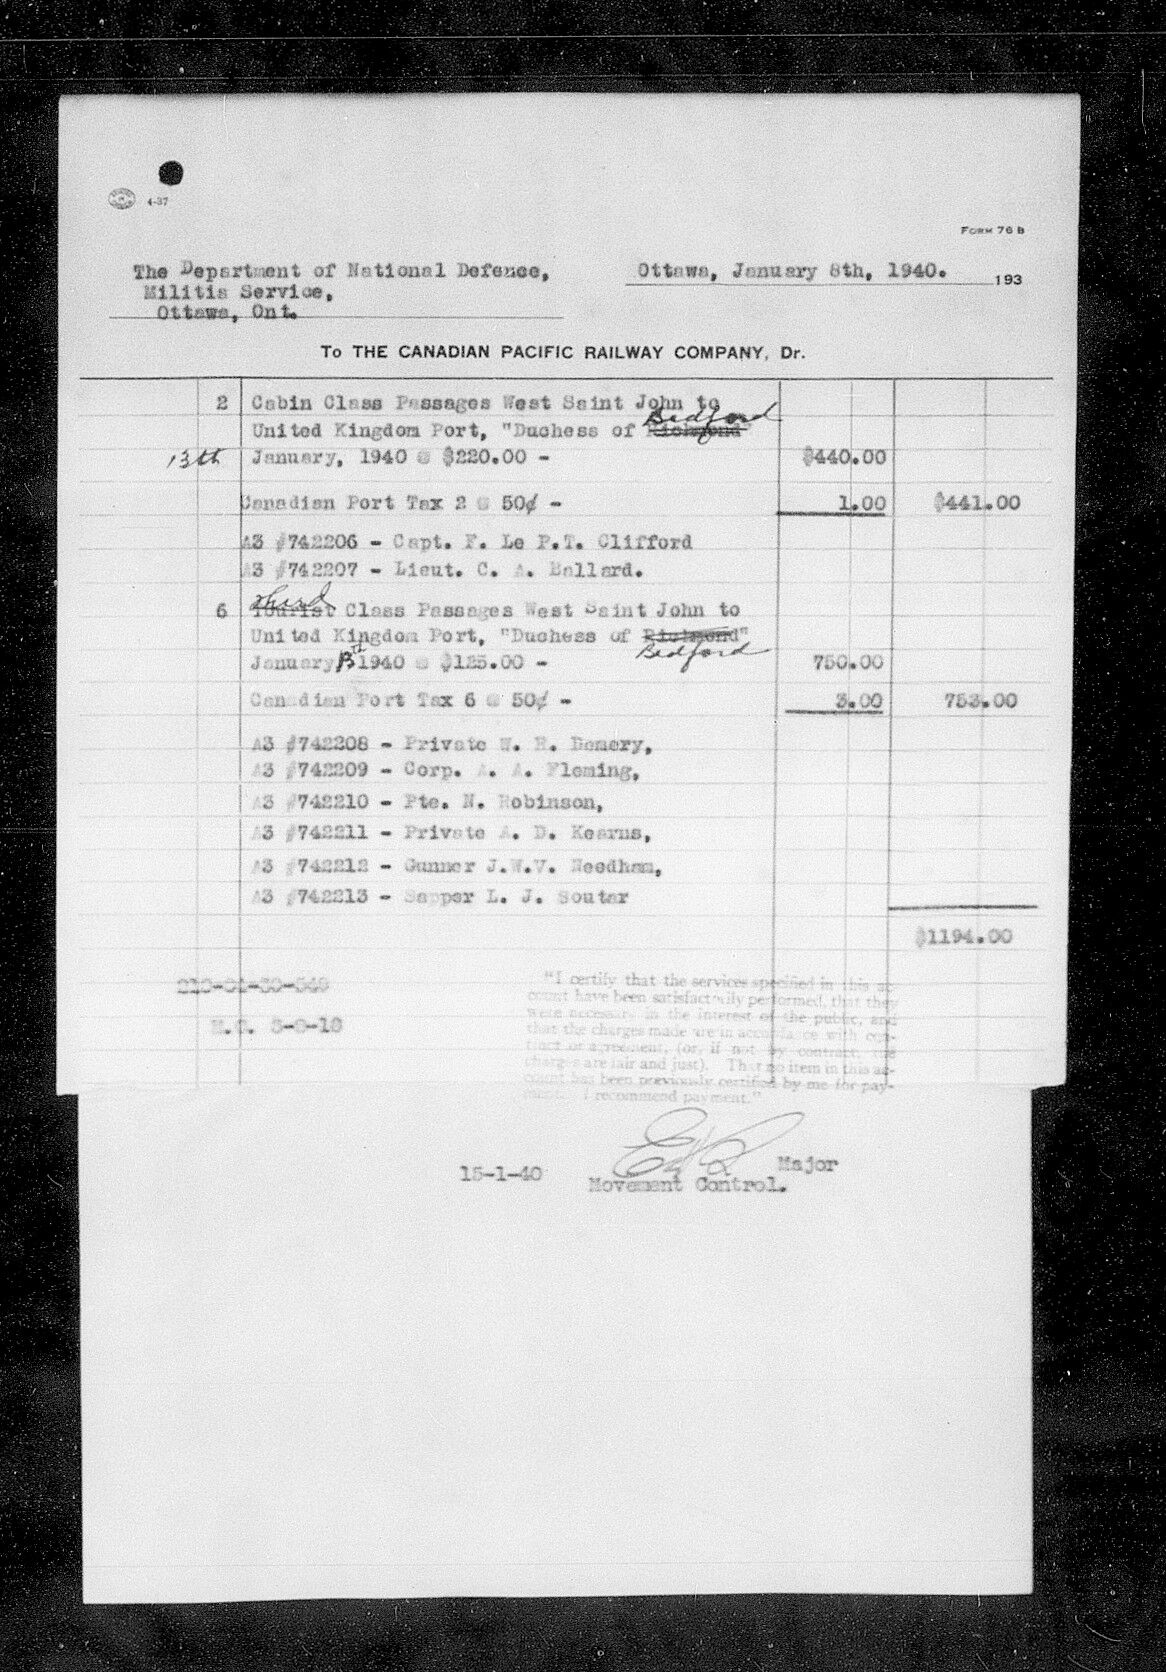 4-37
FORM 76 B
The Department of National Defence,
Militia Service,
Ottawa, Ont.
Ottawa, January 8th, 1940. 193
To THE CANADIAN PACIFIC RAILWAY COMPANY, Dr.
2 Cabin Class Passages West Saint John to
Bedford
United Kingdom Port, "Duchess of Richmond"
13th January, 1940 @ $220.00 - $440.00
Canadian Port Tax 2 @ 50¢ - 1.00 $441.00
A3 #742206 - Capt. F. Le P.T. Clifford
A3 #742207 - Lieut. C. A. Ballard.
Third
6 Tourist Class Passages West Saint John to
United Kingdom Port, "Duchess of Richmond"
Bedford
January 13th 1940 @ $125.00 - 750.00
Canadian Port Tax 6 @ 50¢ - 3.00 753.00
A3 #742208 - Private W. R. Demery,
A3 #742209 - Corp. A. A. Fleming,
A3 #742210 - Pte. N. Robinson,
A3 #742211 - Private A. D. Kearns,
A3 #742212 - Gunner J.W.V. Needham,
A3 #742213 - Sapper L. J. Soutar
$1194.00
"I certify that the services specified in this ac-
count have been satisfactorily performed, that they
were necessary in the interest of the public, and
that the charges made are in accordance with con-
tract or agreement, (or, if not by contract, the
charges are fair and just). That no item in this ac-
count has been previously certified by me for pay-
ment. I recommend payment."
15-1-40 Major
Movement Control.